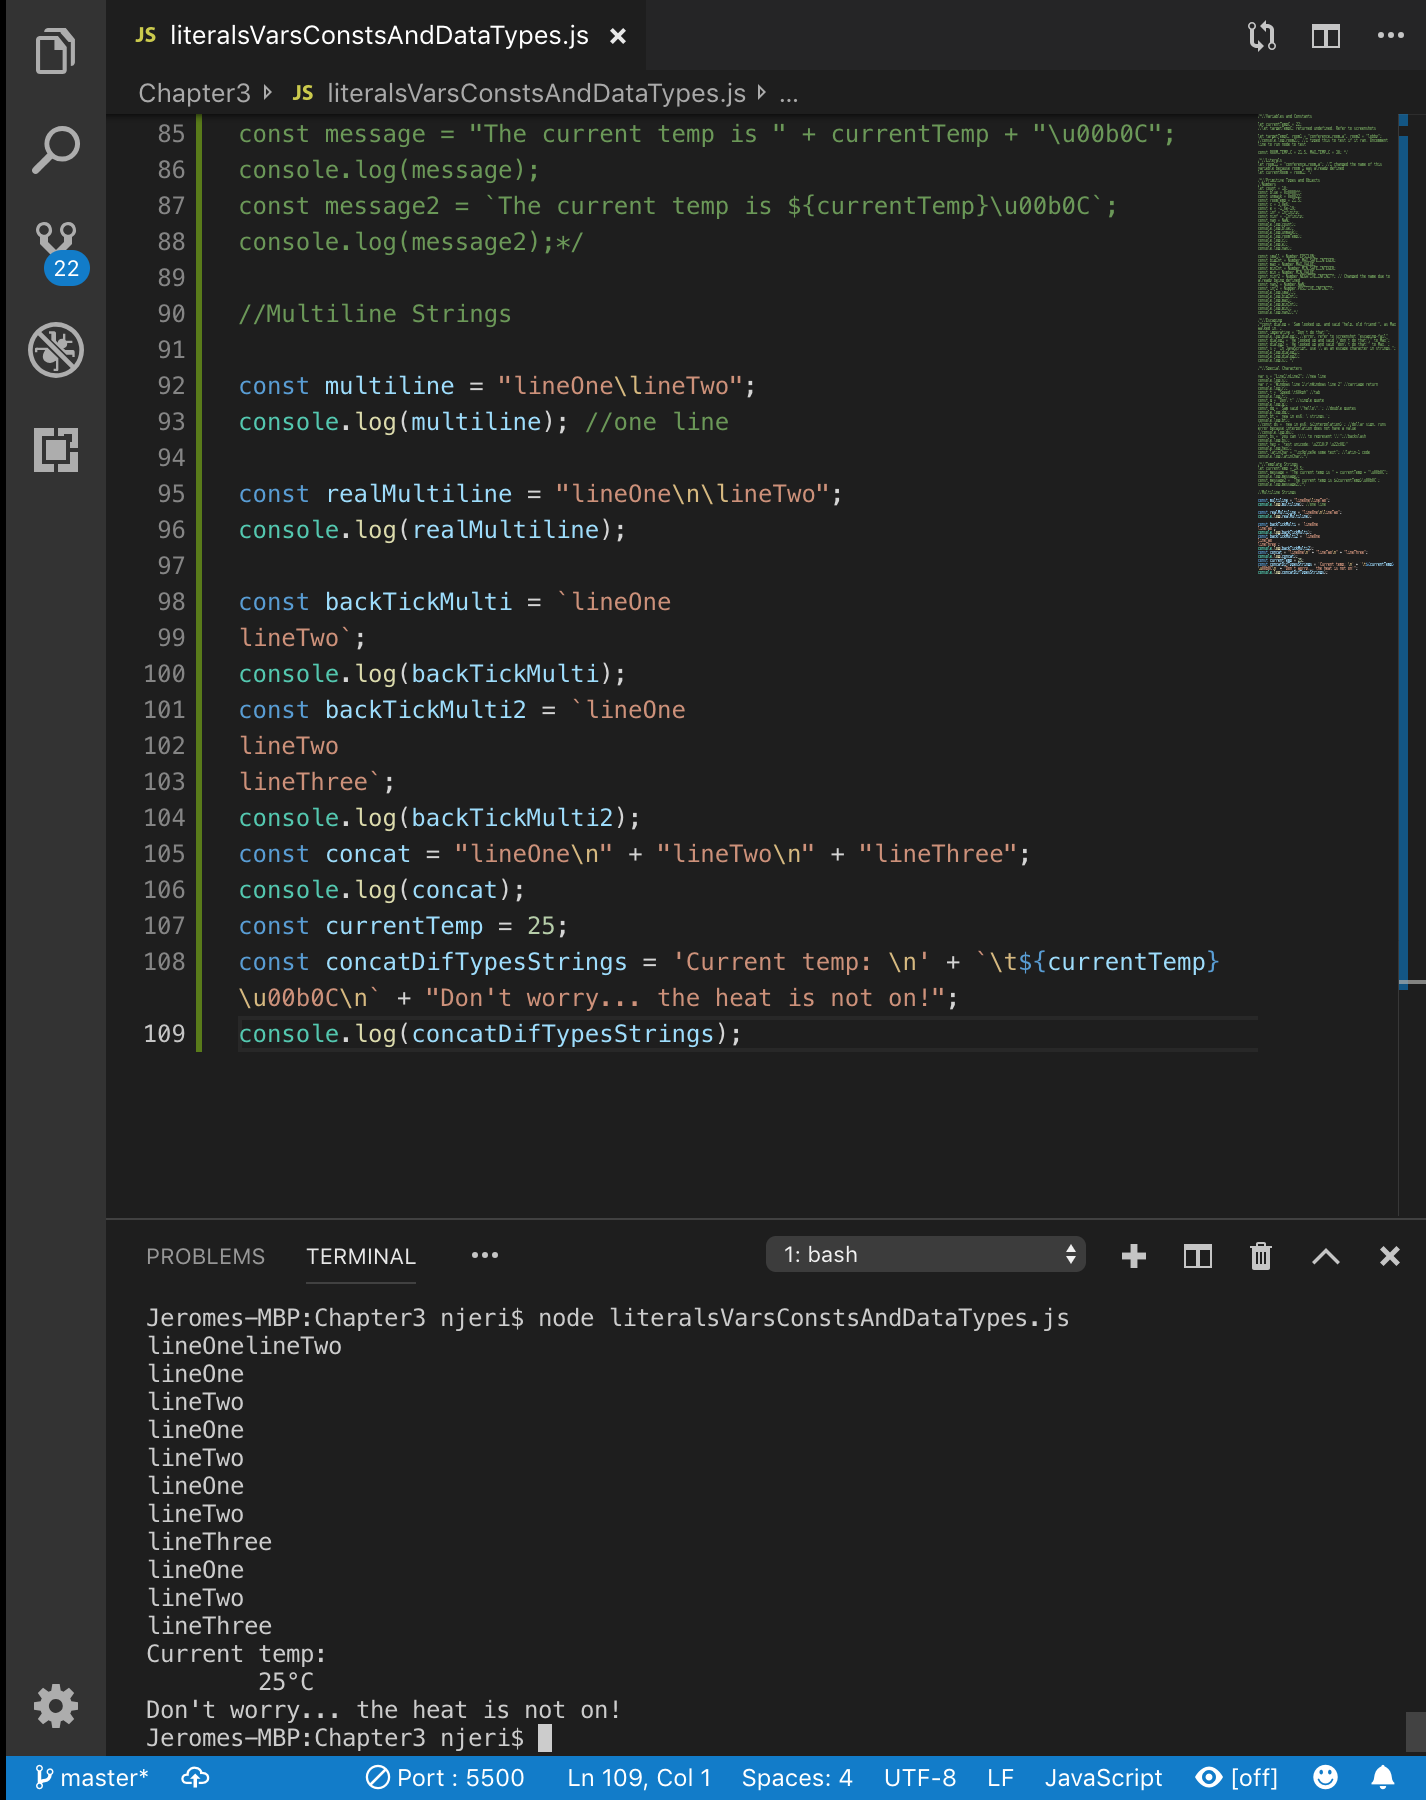 JS literalsVarsConstsAndDataTypes.js ×
Chapter3 JS literalsVarsConstsAndDataTypes.js ...
85 const message = "The current temp is " + currentTemp + "\u00b0C";
86 console.log(message);
87 const message2 = `The current temp is ${currentTemp}\u00b0C`;
88 console.log(message2);*/
89
90 //Multiline Strings
91
92 const multiline = "lineOne\lineTwo";
93 console.log(multiline); //one line
94
95 const realMultiline = "lineOne\n\lineTwo";
96 console.log(realMultiline);
97
98 const backTickMulti = `lineOne
99 lineTwo`;
100 console.log(backTickMulti);
101 const backTickMulti2 = `lineOne
102 lineTwo
103 lineThree`;
104 console.log(backTickMulti2);
105 const concat = "lineOne\n" + "lineTwo\n" + "lineThree";
106 console.log(concat);
107 const currentTemp = 25;
108 const concatDifTypesStrings = 'Current temp: \n' + `\t${currentTemp}
\u00b0C\n` + "Don't worry... the heat is not on!";
109 console.log(concatDifTypesStrings);
22
PROBLEMS TERMINAL ••• 1: bash
Jeromes-MBP:Chapter3 njeri$ node literalsVarsConstsAndDataTypes.js
lineOnelineTwo
lineOne
lineTwo
lineOne
lineTwo
lineOne
lineTwo
lineThree
lineOne
lineTwo
lineThree
Current temp:
25°C
Don't worry... the heat is not on!
Jeromes-MBP:Chapter3 njeri$
master* Port : 5500 Ln 109, Col 1 Spaces: 4 UTF-8 LF JavaScript [off]